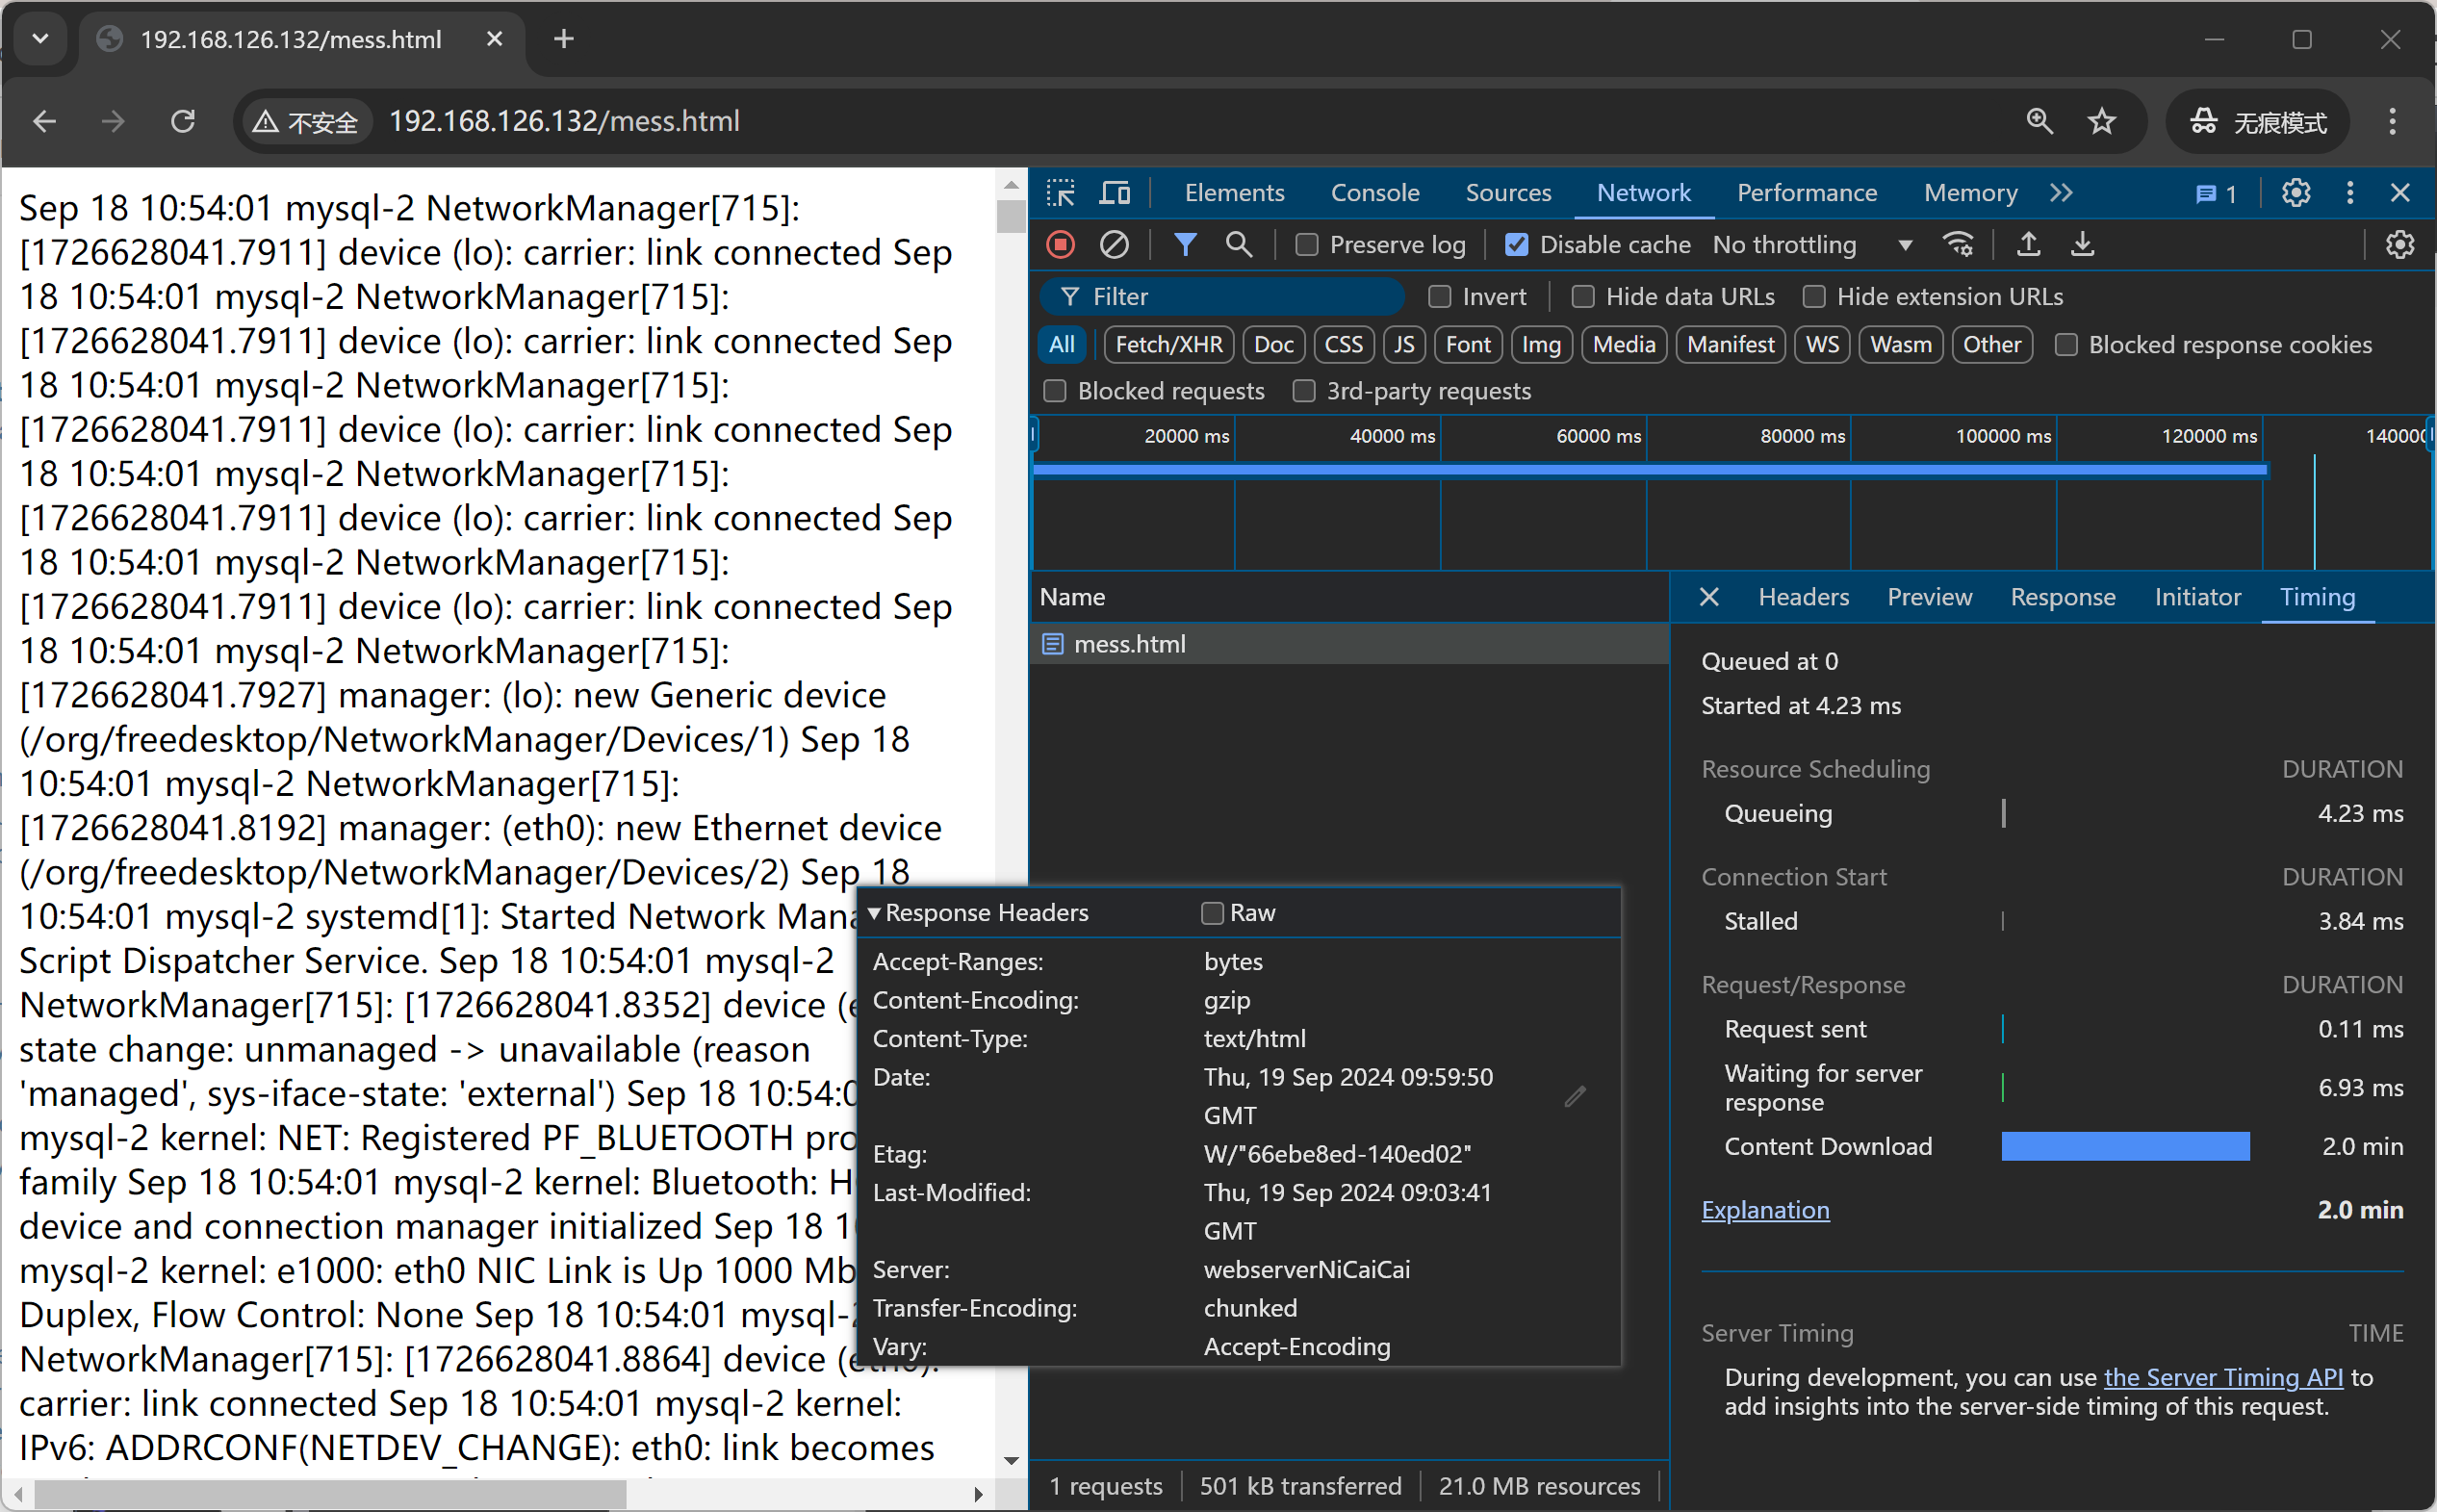 192.168.126.132/mess.html
不安全
192.168.126.132/mess.html
无痕模式
Sep 18 10:54:01 mysql-2 NetworkManager[715]:
[1726628041.7911] device (lo): carrier: link connected Sep
18 10:54:01 mysql-2 NetworkManager[715]:
[1726628041.7911] device (lo): carrier: link connected Sep
18 10:54:01 mysql-2 NetworkManager[715]:
[1726628041.7911] device (lo): carrier: link connected Sep
18 10:54:01 mysql-2 NetworkManager[715]:
[1726628041.7911] device (lo): carrier: link connected Sep
18 10:54:01 mysql-2 NetworkManager[715]:
[1726628041.7911] device (lo): carrier: link connected Sep
18 10:54:01 mysql-2 NetworkManager[715]:
[1726628041.7927] manager: (lo): new Generic device
(/org/freedesktop/NetworkManager/Devices/1) Sep 18
10:54:01 mysql-2 NetworkManager[715]:
[1726628041.8192] manager: (eth0): new Ethernet device
(/org/freedesktop/NetworkManager/Devices/2) Sep 18
10:54:01 mysql-2 systemd[1]: Started Network Mana
Script Dispatcher Service. Sep 18 10:54:01 mysql-2
NetworkManager[715]: [1726628041.8352] device (e
state change: unmanaged -> unavailable (reason
'managed', sys-iface-state: 'external') Sep 18 10:54:0
mysql-2 kernel: NET: Registered PF_BLUETOOTH pro
family Sep 18 10:54:01 mysql-2 kernel: Bluetooth: H
device and connection manager initialized Sep 18 1
mysql-2 kernel: e1000: eth0 NIC Link is Up 1000 Mb
Duplex, Flow Control: None Sep 18 10:54:01 mysql-2
NetworkManager[715]: [1726628041.8864] device (eth0):
carrier: link connected Sep 18 10:54:01 mysql-2 kernel:
IPv6: ADDRCONF(NETDEV_CHANGE): eth0: link becomes
Elements Console Sources Network Performance Memory 1
Preserve log Disable cache No throttling
Filter Invert Hide data URLs Hide extension URLs
All Fetch/XHR Doc CSS JS Font Img Media Manifest WS Wasm Other Blocked response cookies
Blocked requests 3rd-party requests
20000 ms 40000 ms 60000 ms 80000 ms 100000 ms 120000 ms 140000
Name
mess.html
Response Headers Raw
Accept-Ranges: bytes
Content-Encoding: gzip
Content-Type: text/html
Date: Thu, 19 Sep 2024 09:59:50
GMT
Etag: W/"66ebe8ed-140ed02"
Last-Modified: Thu, 19 Sep 2024 09:03:41
GMT
Server: webserverNiCaiCai
Transfer-Encoding: chunked
Vary: Accept-Encoding
1 requests 501 kB transferred 21.0 MB resources
Headers Preview Response Initiator Timing
Queued at 0
Started at 4.23 ms
Resource Scheduling DURATION
Queueing 4.23 ms
Connection Start DURATION
Stalled 3.84 ms
Request/Response DURATION
Request sent 0.11 ms
Waiting for server
response 6.93 ms
Content Download 2.0 min
Explanation 2.0 min
Server Timing TIME
During development, you can use the Server Timing API to
add insights into the server-side timing of this request.